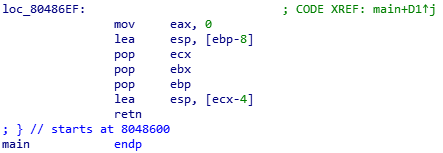 loc_80486EF: ; CODE XREF: main+D1↑j
mov eax, 0
lea esp, [ebp-8]
pop ecx
pop ebx
pop ebp
lea esp, [ecx-4]
retn
; } // starts at 8048600
main endp